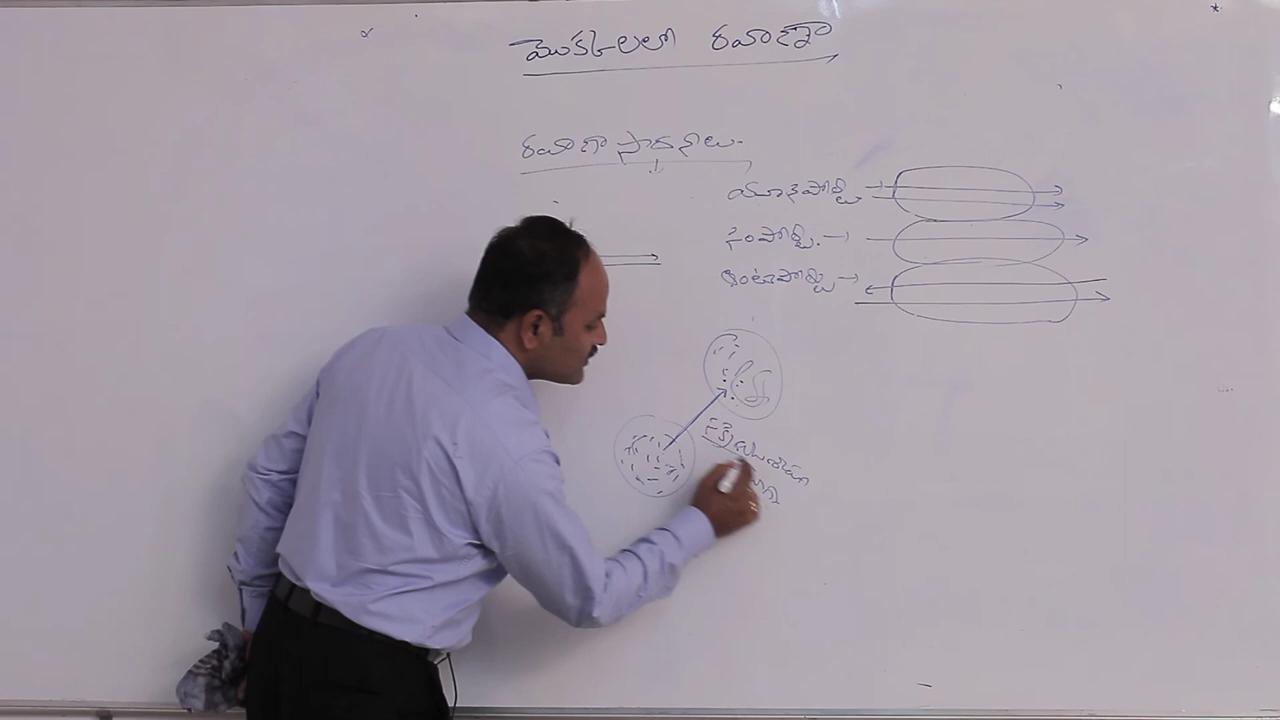 మొక్కలలో రవాణా
రవాణా సాధనాలు.
యూనిపోర్ట్ →
సింపోర్ట్. →
ఆంటీపోర్ట్ →